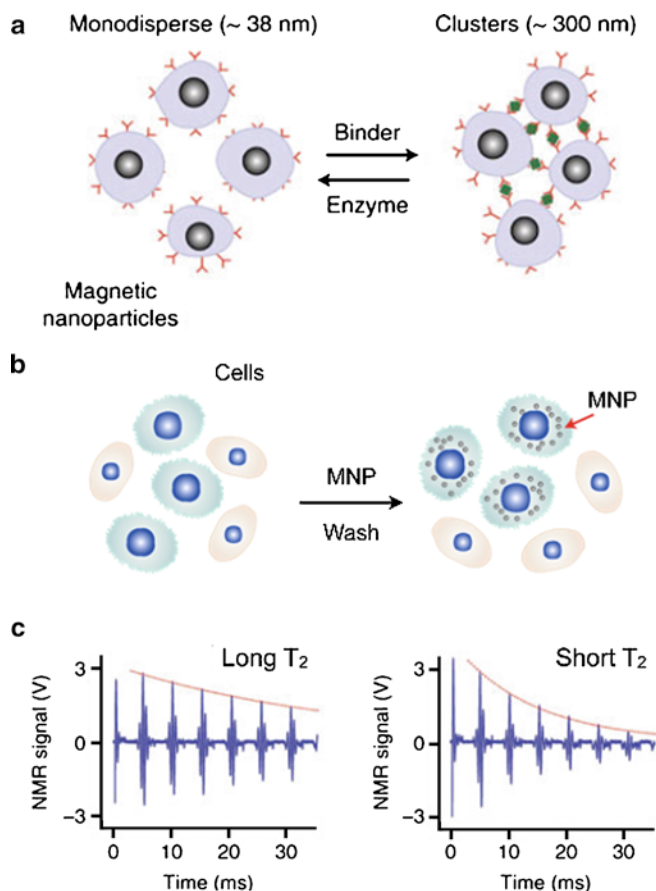 a
Monodisperse (~ 38 nm)
Clusters (~ 300 nm)
Binder
Enzyme
Magnetic
nanoparticles
b
Cells
MNP
MNP
Wash
c
Long T₂
NMR signal (V)
3
0
−3
0 10 20 30
Time (ms)
Short T₂
NMR signal (V)
3
0
−3
0 10 20 30
Time (ms)